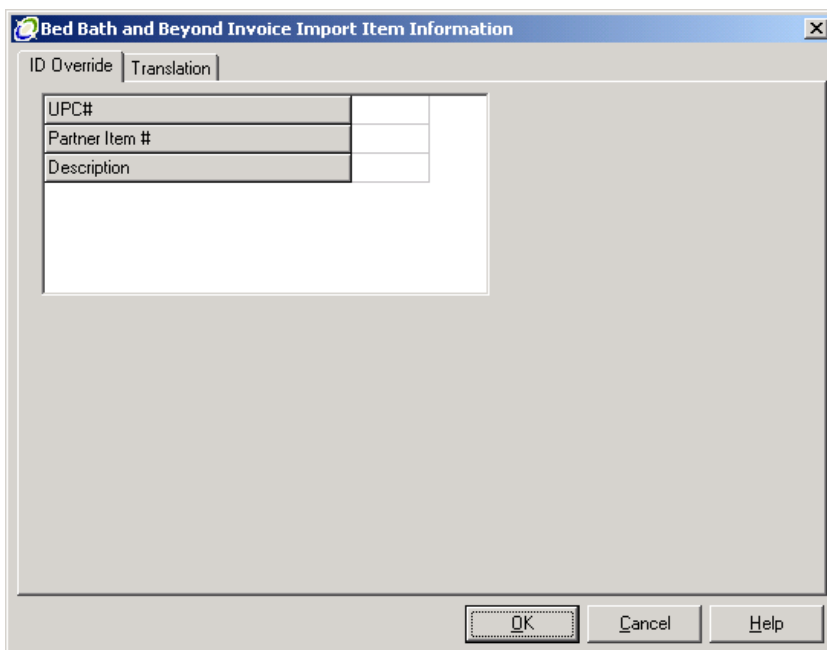 Bed Bath and Beyond Invoice Import Item Information
ID Override Translation
UPC#
Partner Item #
Description
OK Cancel Help